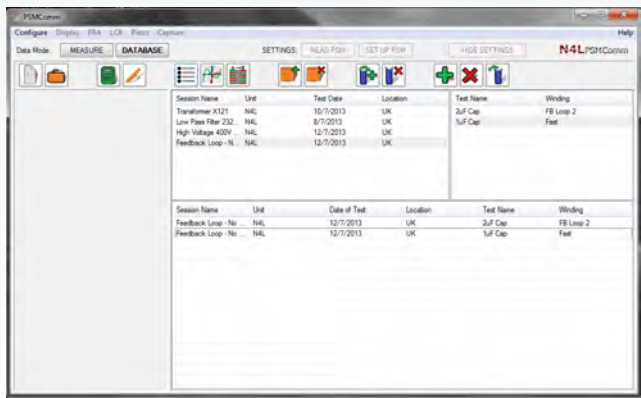 PSMComm
Configure Display FRA LCR Piezo Capture Help
Data Mode: MEASURE DATABASE SETTINGS: READ PSM SET UP PSM HIDE SETTINGS N4L PSMComm
Session Name Unit Test Date Location Test Name Winding
Transformer X121 N4L 10/7/2013 UK 2uF Cap FB Loop 2
Low Pass Filter 232... N4L 8/7/2013 UK 1uF Cap Fast
High Voltage 400V ... N4L 12/7/2013 UK
Feedback Loop - N... N4L 12/7/2013 UK
Session Name Unit Date of Test Location Test Name Winding
Feedback Loop - No ... N4L 12/7/2013 UK 2uF Cap FB Loop 2
Feedback Loop - No ... N4L 12/7/2013 UK 1uF Cap Fast